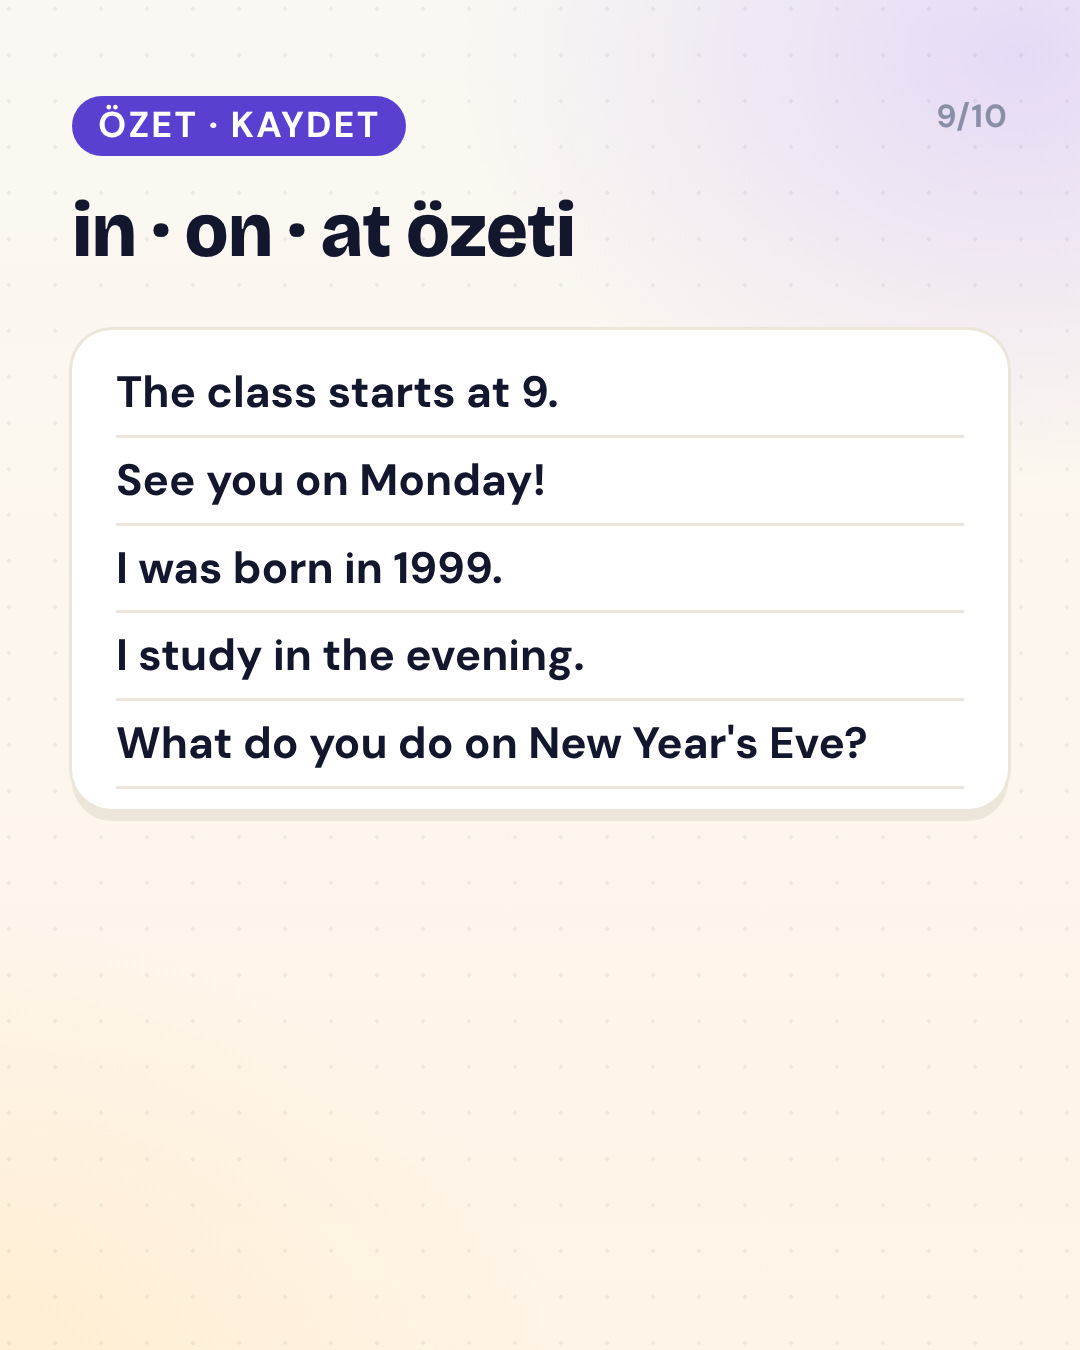 ÖZET · KAYDET
9/10
in · on · at özeti
The class starts at 9.
See you on Monday!
I was born in 1999.
I study in the evening.
What do you do on New Year's Eve?